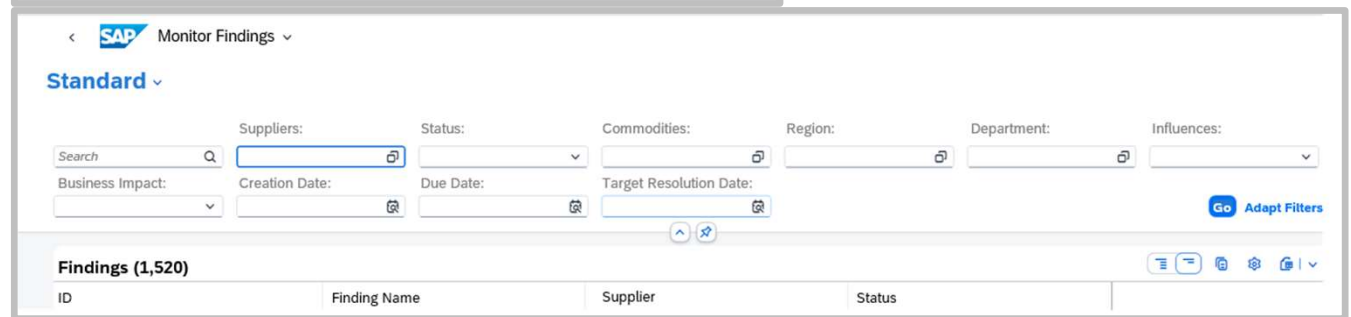 SAP Monitor Findings
Standard
Suppliers: Status: Commodities: Region: Department: Influences:
Search
Business Impact: Creation Date: Due Date: Target Resolution Date:
Go Adapt Filters
Findings (1,520)
ID Finding Name Supplier Status